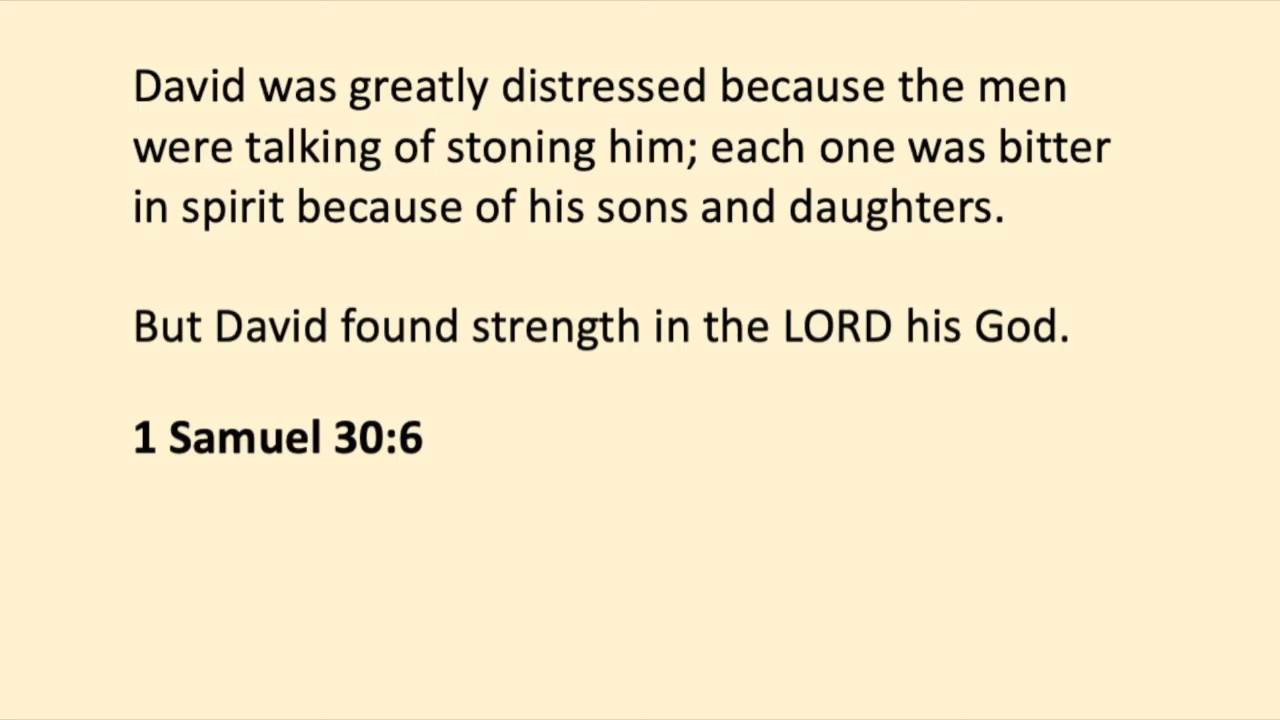 David was greatly distressed because the men
were talking of stoning him; each one was bitter
in spirit because of his sons and daughters.
But David found strength in the LORD his God.
1 Samuel 30:6